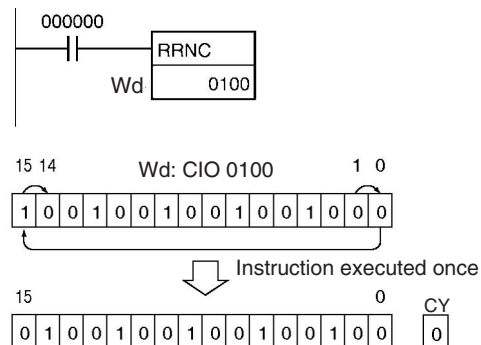 000000
RRNC
Wd 0100
15 14 Wd: CIO 0100 1 0
1 0 0 1 0 0 1 0 0 1 0 0 1 0 0 0
Instruction executed once
15 0 CY
0 1 0 0 1 0 0 1 0 0 1 0 0 1 0 0 0